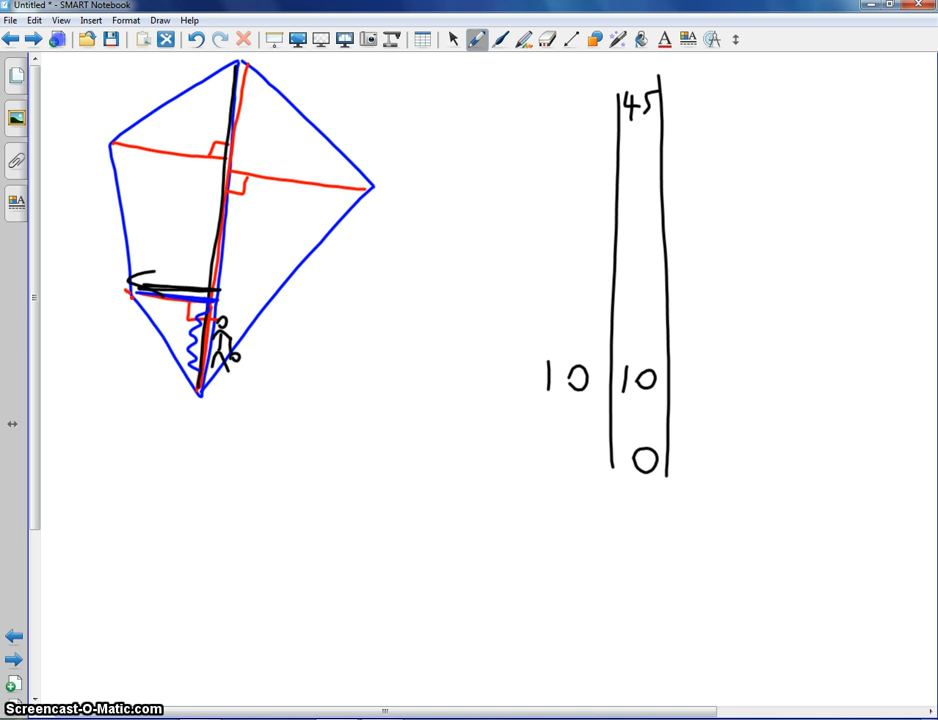 Untitled * - SMART Notebook
File Edit View Insert Format Draw Help
45
10 10
0
Screencast-O-Matic.com